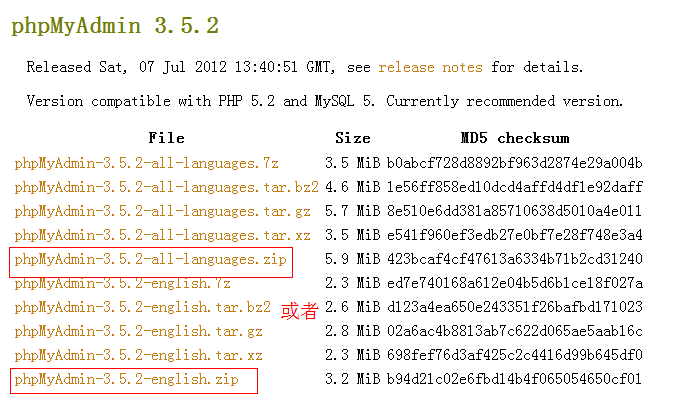 phpMyAdmin 3.5.2
Released Sat, 07 Jul 2012 13:40:51 GMT, see release notes for details.
Version compatible with PHP 5.2 and MySQL 5. Currently recommended version.
File Size MD5 checksum
phpMyAdmin-3.5.2-all-languages.7z 3.5 MiB b0abcf728d8892bf963d2874e29a004b
phpMyAdmin-3.5.2-all-languages.tar.bz2 4.6 MiB 1e56ff858ed10dcd4affd4df1e92daff
phpMyAdmin-3.5.2-all-languages.tar.gz 5.7 MiB 8e510e6dd381a85710638d5010a4e011
phpMyAdmin-3.5.2-all-languages.tar.xz 3.5 MiB e541f960ef3edb27e0bf7e28f748e3a4
phpMyAdmin-3.5.2-all-languages.zip 5.9 MiB 423bcaf4cf47613a6334b71b2cd31240
phpMyAdmin-3.5.2-english.7z 2.3 MiB ed7e740168a612e04b5d6b1ce18f027a
phpMyAdmin-3.5.2-english.tar.bz2 或者 2.6 MiB d123a4ea650e243351f26bafbd171023
phpMyAdmin-3.5.2-english.tar.gz 2.8 MiB 02a6ac4b8813ab7c622d065ae5aab16c
phpMyAdmin-3.5.2-english.tar.xz 2.3 MiB 698fef76d3af425c2c4416d99b645df0
phpMyAdmin-3.5.2-english.zip 3.2 MiB b94d21c02e6fbd14b4f065054650cf01